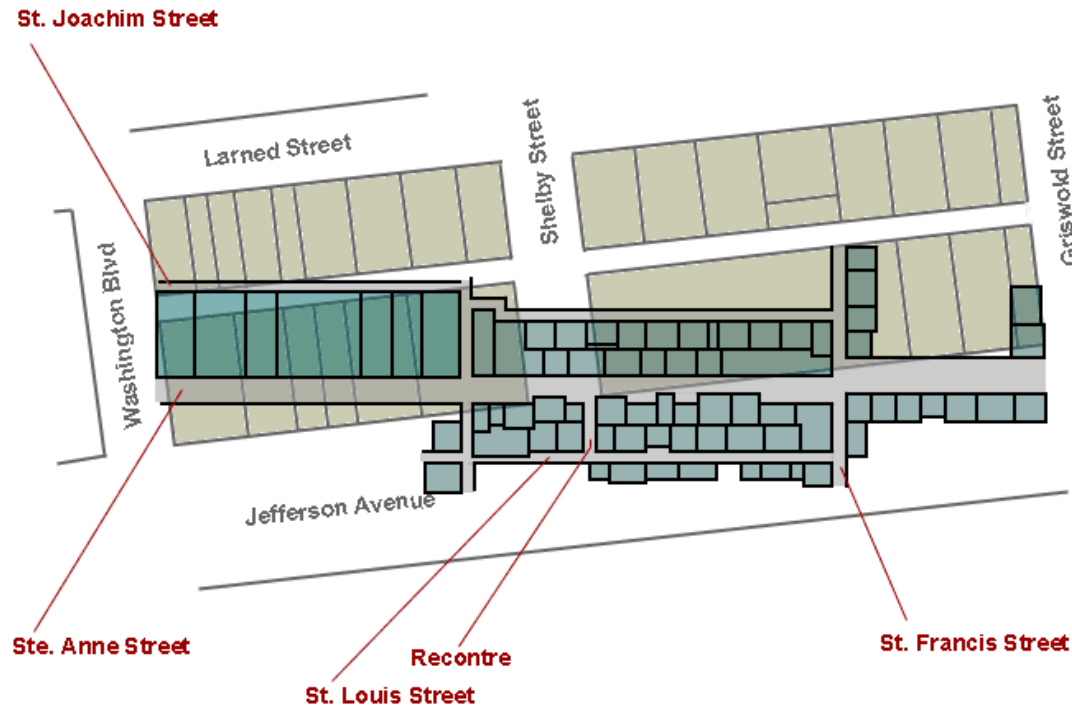 St. Joachim Street
Larned Street
Shelby Street
Griswold Street
Washington Blvd
Jefferson Avenue
Ste. Anne Street
Recontre
St. Francis Street
St. Louis Street